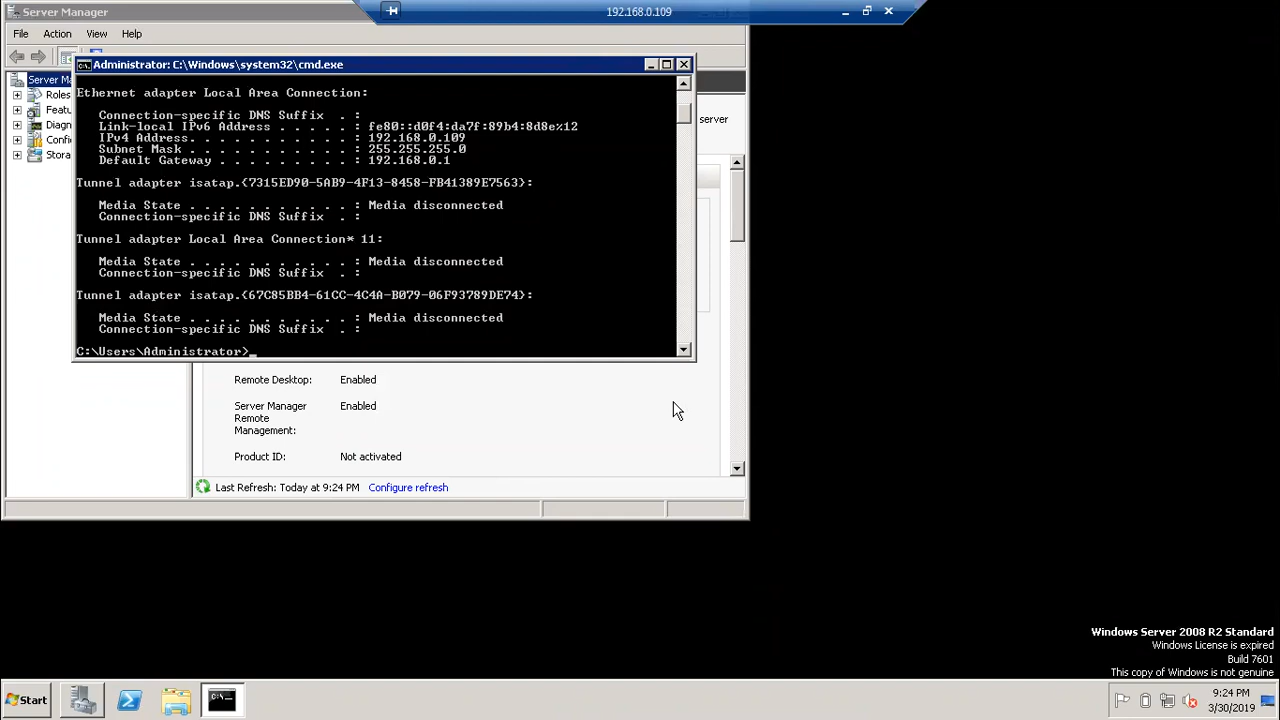 Server Manager
192.168.0.109
File Action View Help
Administrator: C:\Windows\system32\cmd.exe
Server Ma
Roles
Featu
Diagn
Confi
Stora
server
Ethernet adapter Local Area Connection:
Connection-specific DNS Suffix . :
Link-local IPv6 Address . . . . . : fe80::d0f4:da7f:89b4:8d8e%12
IPv4 Address. . . . . . . . . . . : 192.168.0.109
Subnet Mask . . . . . . . . . . . : 255.255.255.0
Default Gateway . . . . . . . . . : 192.168.0.1
Tunnel adapter isatap.{7315ED90-5AB9-4F13-8458-FB41389E7563}:
Media State . . . . . . . . . . . : Media disconnected
Connection-specific DNS Suffix . :
Tunnel adapter Local Area Connection* 11:
Media State . . . . . . . . . . . : Media disconnected
Connection-specific DNS Suffix . :
Tunnel adapter isatap.{67C85BB4-61CC-4C4A-B079-06F93789DE74}:
Media State . . . . . . . . . . . : Media disconnected
Connection-specific DNS Suffix . :
C:\Users\Administrator>_
Remote Desktop: Enabled
Server Manager Enabled
Remote
Management:
Product ID: Not activated
Last Refresh: Today at 9:24 PM Configure refresh
Windows Server 2008 R2 Standard
Windows License is expired
Build 7601
This copy of Windows is not genuine
Start
9:24 PM
3/30/2019